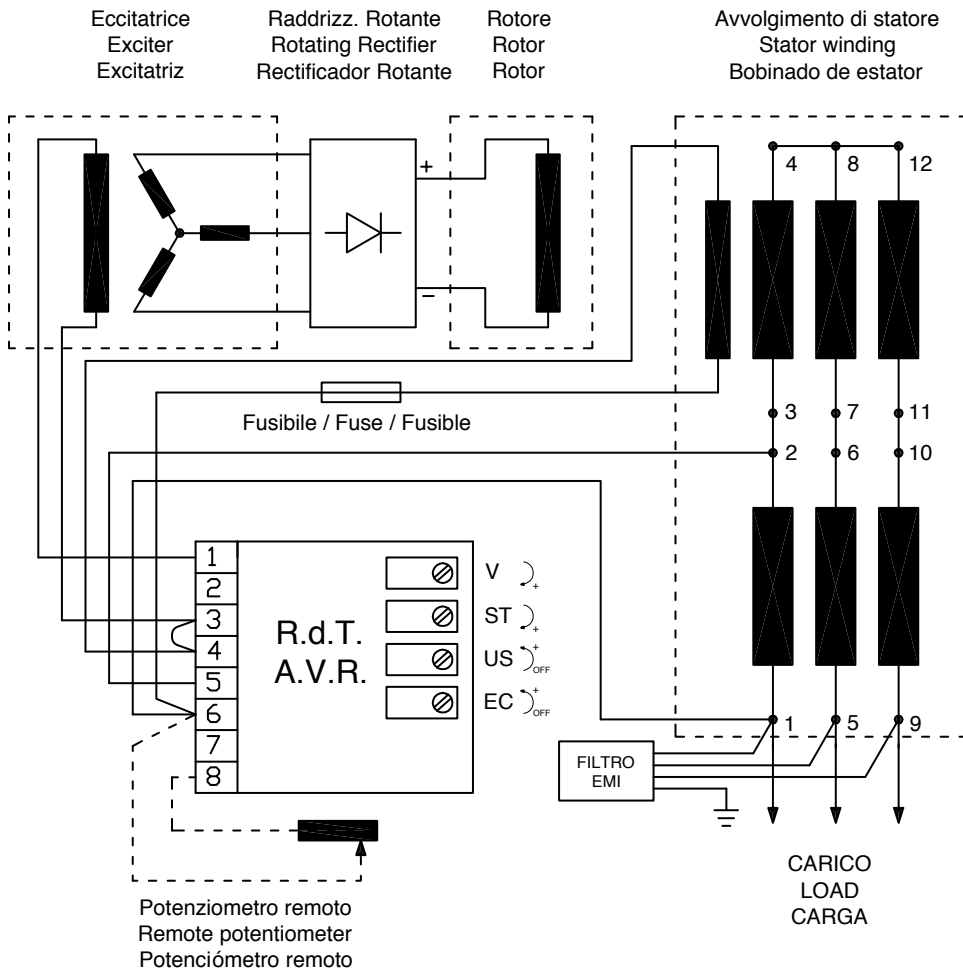 Eccitatrice
Exciter
Excitatriz
Raddrizz. Rotante
Rotating Rectifier
Rectificador Rotante
Rotore
Rotor
Rotor
Avvolgimento di statore
Stator winding
Bobinado de estator
4 8 12
+
−
3 7 11
Fusibile / Fuse / Fusible
2 6 10
1
2
3
4
5
6
7
8
R.d.T.
A.V.R.
V +
ST +
US + OFF
EC + OFF
1 5 9
FILTRO
EMI
CARICO
LOAD
CARGA
Potenziometro remoto
Remote potentiometer
Potenciómetro remoto